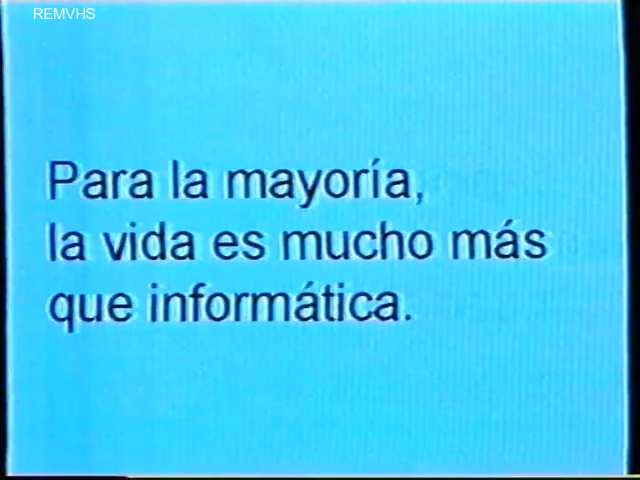 REMVHS
Para la mayoría,
la vida es mucho más
que informática.